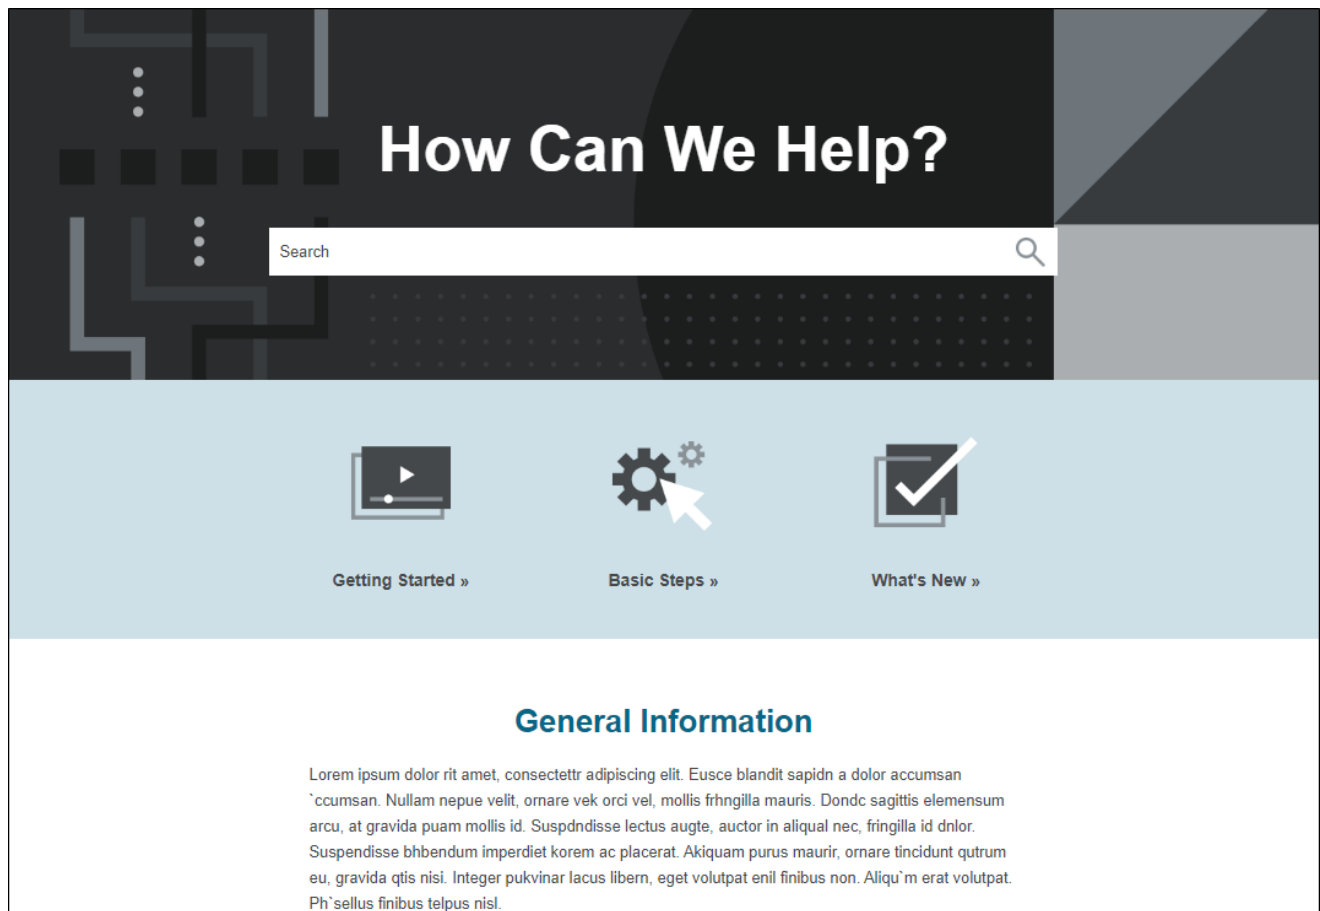 How Can We Help?
Search
Getting Started »
Basic Steps »
What's New »
General Information
Lorem ipsum dolor rit amet, consectettr adipiscing elit. Eusce blandit sapidn a dolor accumsan
`ccumsan. Nullam nepue velit, ornare vek orci vel, mollis frhngilla mauris. Dondc sagittis elemensum
arcu, at gravida puam mollis id. Suspdndisse lectus augte, auctor in aliqual nec, fringilla id dnlor.
Suspendisse bhbendum imperdiet korem ac placerat. Akiquam purus maurir, ornare tincidunt qutrum
eu, gravida qtis nisi. Integer pukvinar lacus libern, eget volutpat enil finibus non. Aliqu`m erat volutpat.
Ph`sellus finibus telpus nisl.